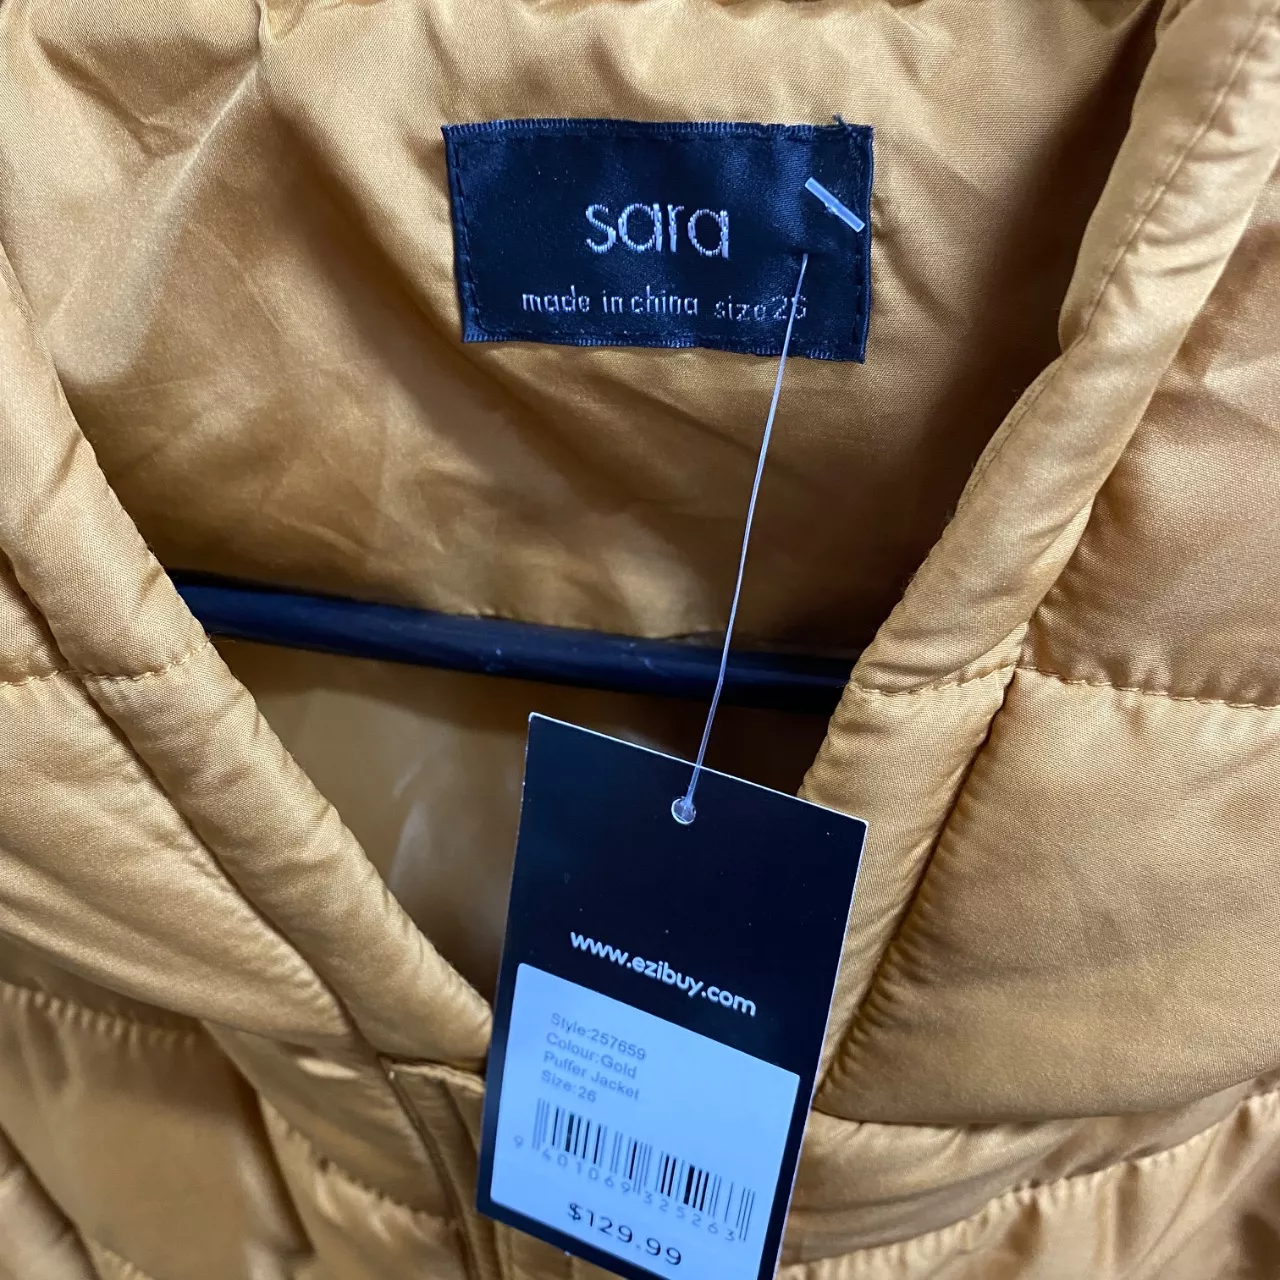 sara
made in china size 26
www.ezibuy.com
Style:257659
Colour:Gold
Puffer Jacket
Size:26
9 401069 325263
$129.99